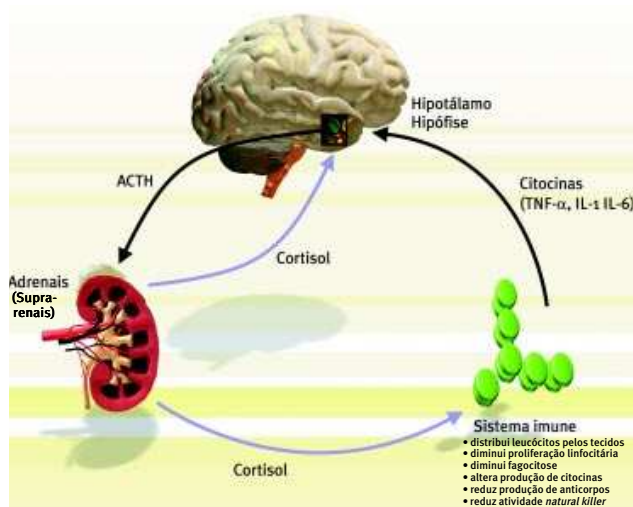 Hipotálamo
Hipófise
ACTH
Citocinas
(TNF-α, IL-1 IL-6)
Cortisol
Adrenais
(Supra-
renais)
Sistema imune
• distribui leucócitos pelos tecidos
• diminui proliferação linfocitária
• diminui fagocitose
• altera produção de citocinas
• reduz produção de anticorpos
• reduz atividade natural killer
Cortisol